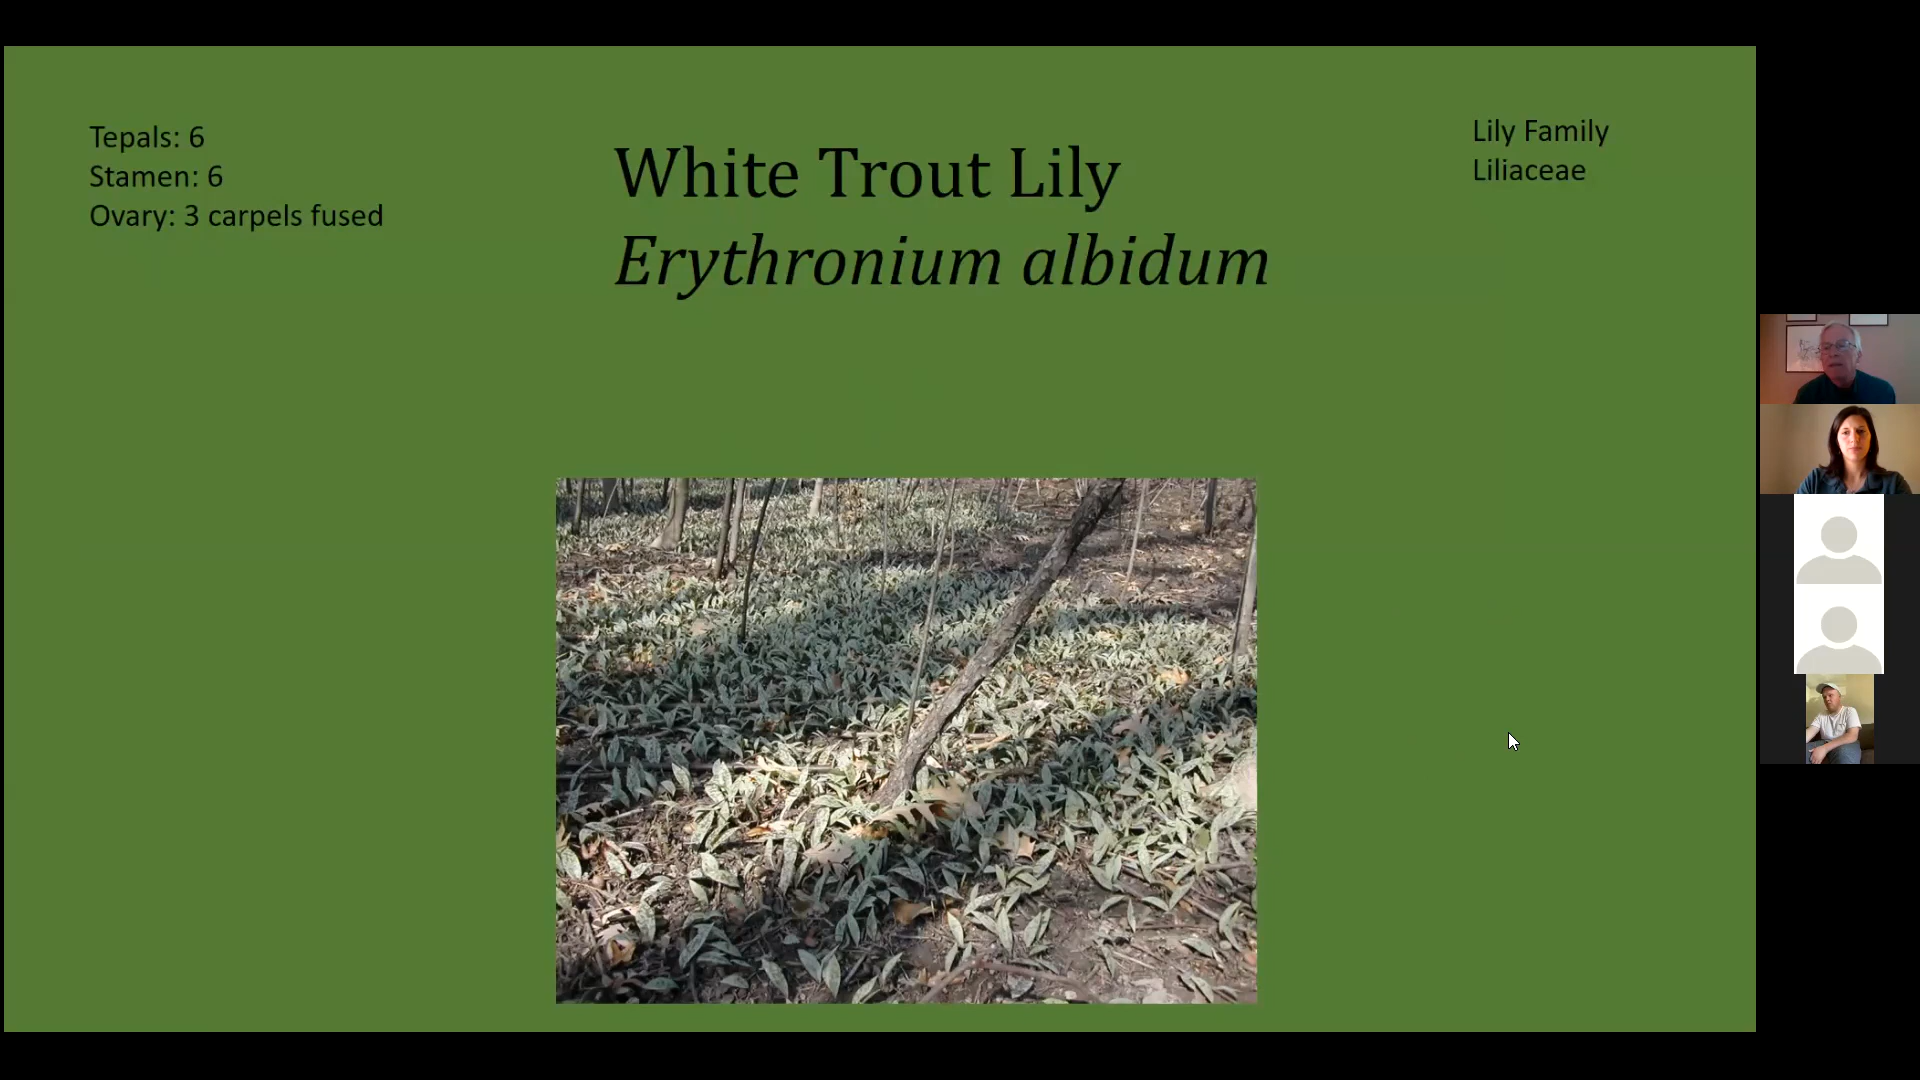 Tepals: 6
Stamen: 6
Ovary: 3 carpels fused
White Trout Lily
Erythronium albidum
Lily Family
Liliaceae